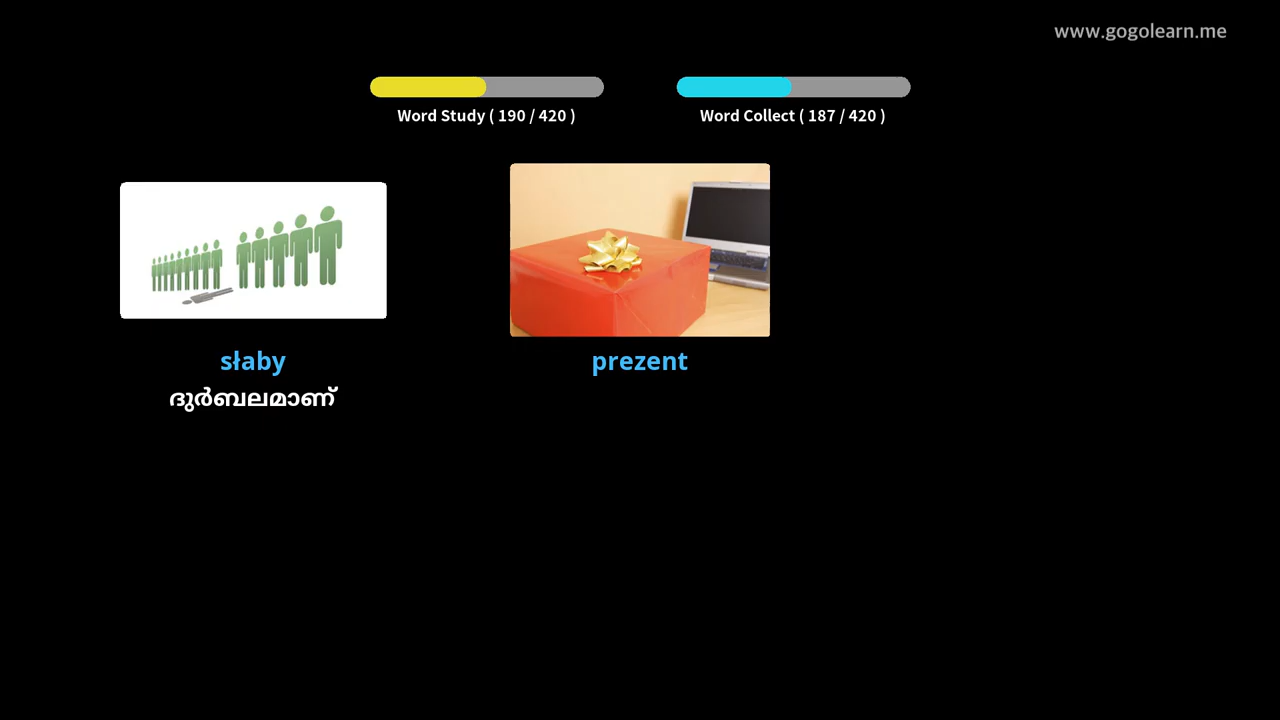 www.gogolearn.me
Word Study ( 190 / 420 )
Word Collect ( 187 / 420 )
słaby
ദുർബലമാണ്
prezent